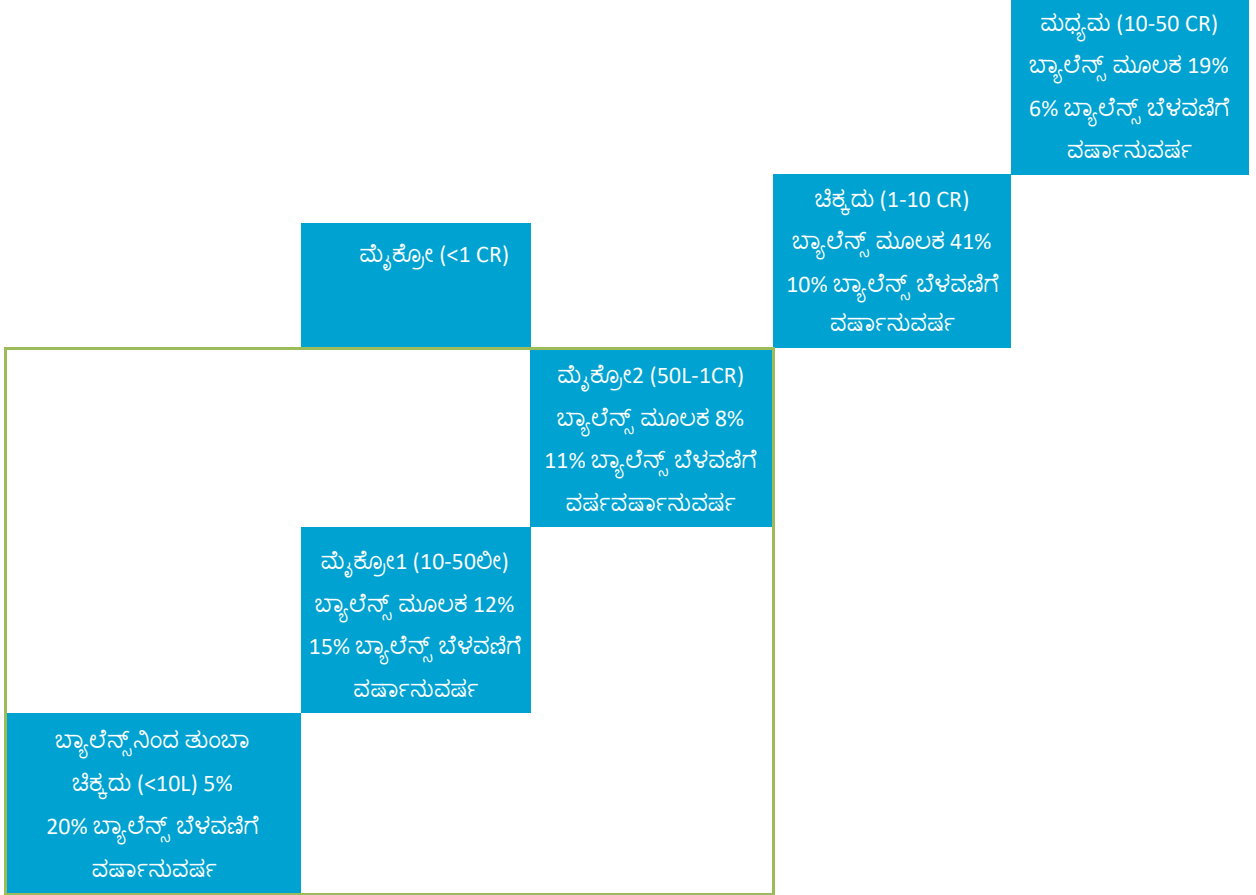 ಮಧ್ಯಮ (10-50 CR)
ಬ್ಯಾಲೆನ್ಸ್ ಮೂಲಕ 19%
6% ಬ್ಯಾಲೆನ್ಸ್ ಬೆಳವಣಿಗೆ
ವರ್ಷಾನುವರ್ಷ
ಚಿಕ್ಕದು (1-10 CR)
ಬ್ಯಾಲೆನ್ಸ್ ಮೂಲಕ 41%
10% ಬ್ಯಾಲೆನ್ಸ್ ಬೆಳವಣಿಗೆ
ವರ್ಷಾನುವರ್ಷ
ಮೈಕ್ರೋ (<1 CR)
ಮೈಕ್ರೋ2 (50L-1CR)
ಬ್ಯಾಲೆನ್ಸ್ ಮೂಲಕ 8%
11% ಬ್ಯಾಲೆನ್ಸ್ ಬೆಳವಣಿಗೆ
ವರ್ಷವರ್ಷಾನುವರ್ಷ
ಮೈಕ್ರೋ1 (10-50ಲೀ)
ಬ್ಯಾಲೆನ್ಸ್ ಮೂಲಕ 12%
15% ಬ್ಯಾಲೆನ್ಸ್ ಬೆಳವಣಿಗೆ
ವರ್ಷಾನುವರ್ಷ
ಬ್ಯಾಲೆನ್ಸ್‌ನಿಂದ ತುಂಬಾ
ಚಿಕ್ಕದು (<10L) 5%
20% ಬ್ಯಾಲೆನ್ಸ್ ಬೆಳವಣಿಗೆ
ವರ್ಷಾನುವರ್ಷ